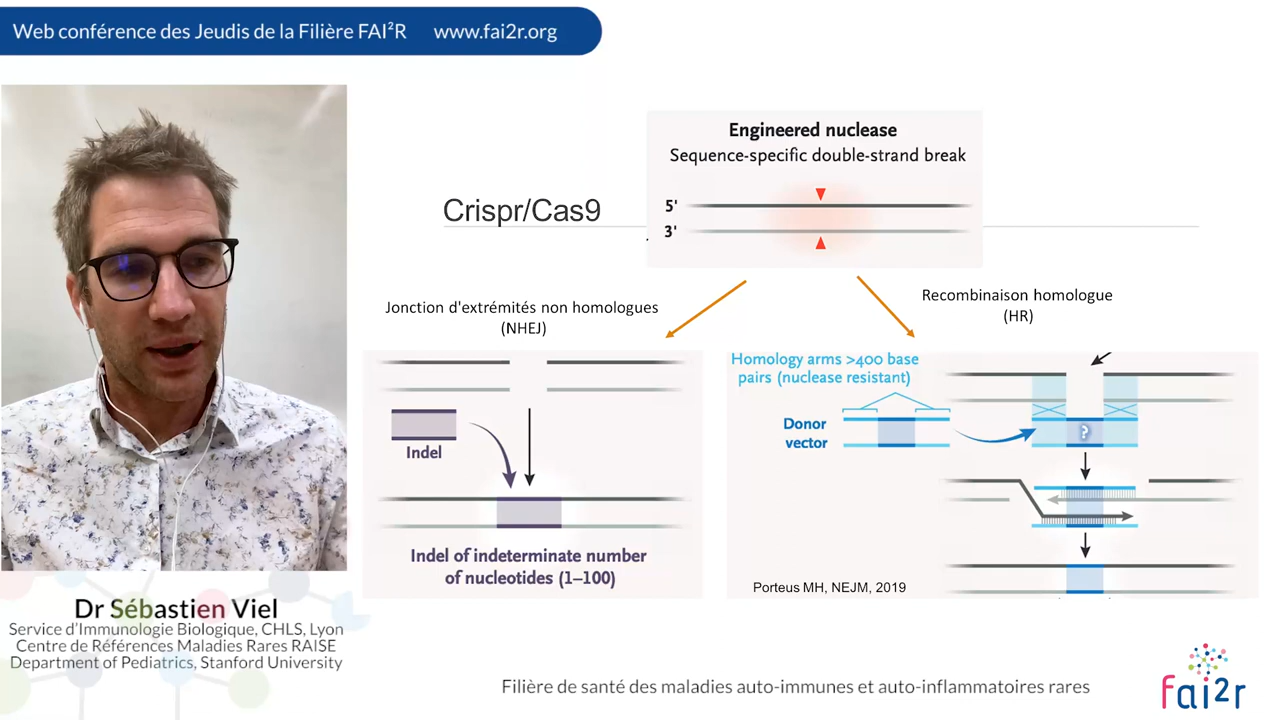 Web conférence des Jeudis de la Filière FAI²R www.fai2r.org
Engineered nuclease
Sequence-specific double-strand break
5'
3'
Crispr/Cas9
Jonction d'extrémités non homologues
(NHEJ)
Recombinaison homologue
(HR)
Indel
Indel of indeterminate number
of nucleotides (1–100)
Homology arms >400 base
pairs (nuclease resistant)
Donor
vector
?
Porteus MH, NEJM, 2019
Dr Sébastien Viel
Service d'Immunologie Biologique, CHLS, Lyon
Centre de Références Maladies Rares RAISE
Department of Pediatrics, Stanford University
Filière de santé des maladies auto-immunes et auto-inflammatoires rares
fai2r